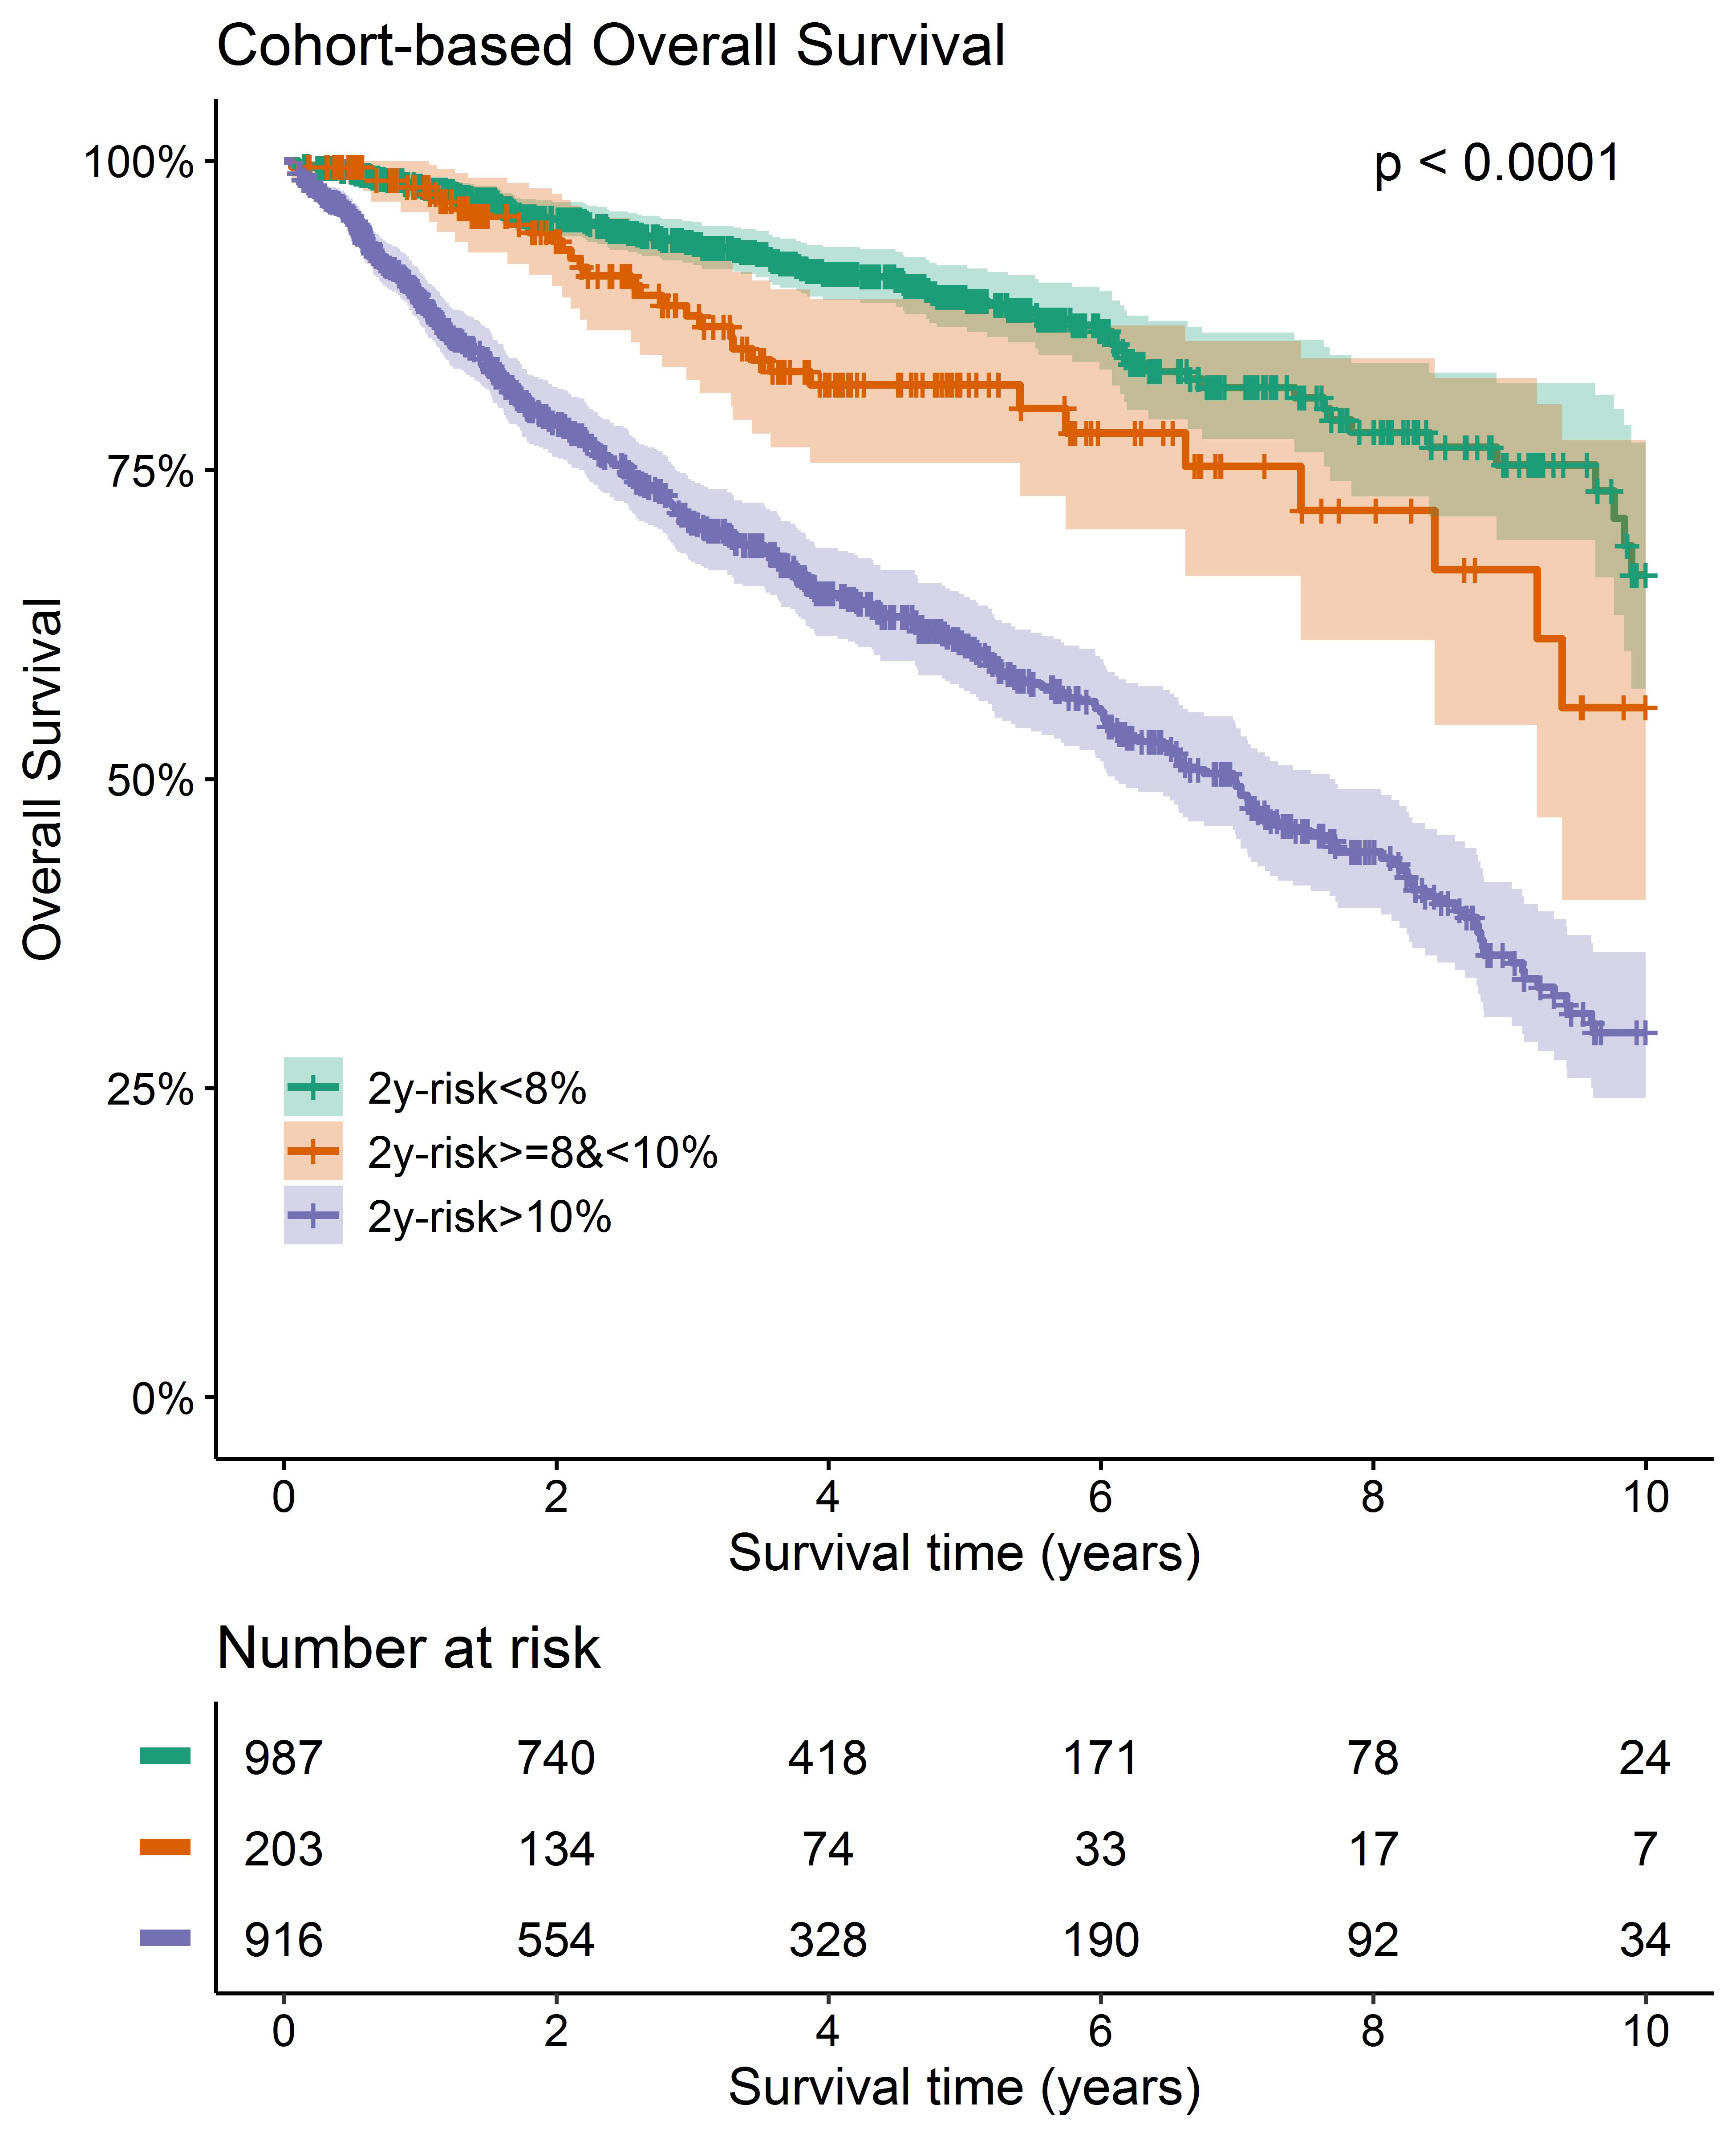 Cohort-based Overall Survival
p < 0.0001
100%
75%
50%
25%
0%
Overall Survival
2y-risk<8%
2y-risk>=8&<10%
2y-risk>10%
0 2 4 6 8 10
Survival time (years)
Number at risk
987 740 418 171 78 24
203 134 74 33 17 7
916 554 328 190 92 34
0 2 4 6 8 10
Survival time (years)